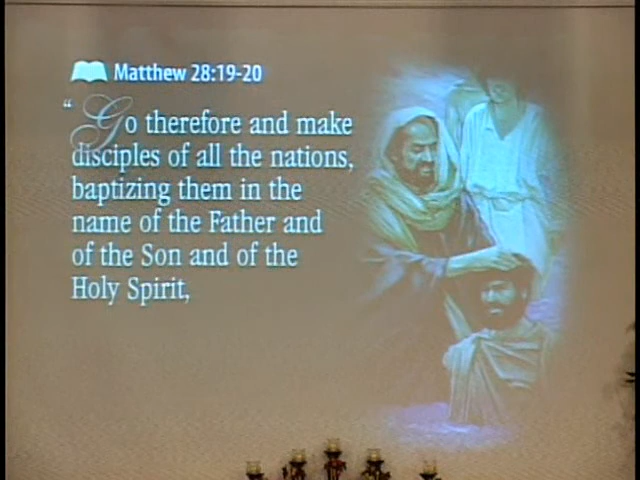 Matthew 28:19-20
“Go therefore and make
disciples of all the nations,
baptizing them in the
name of the Father and
of the Son and of the
Holy Spirit,